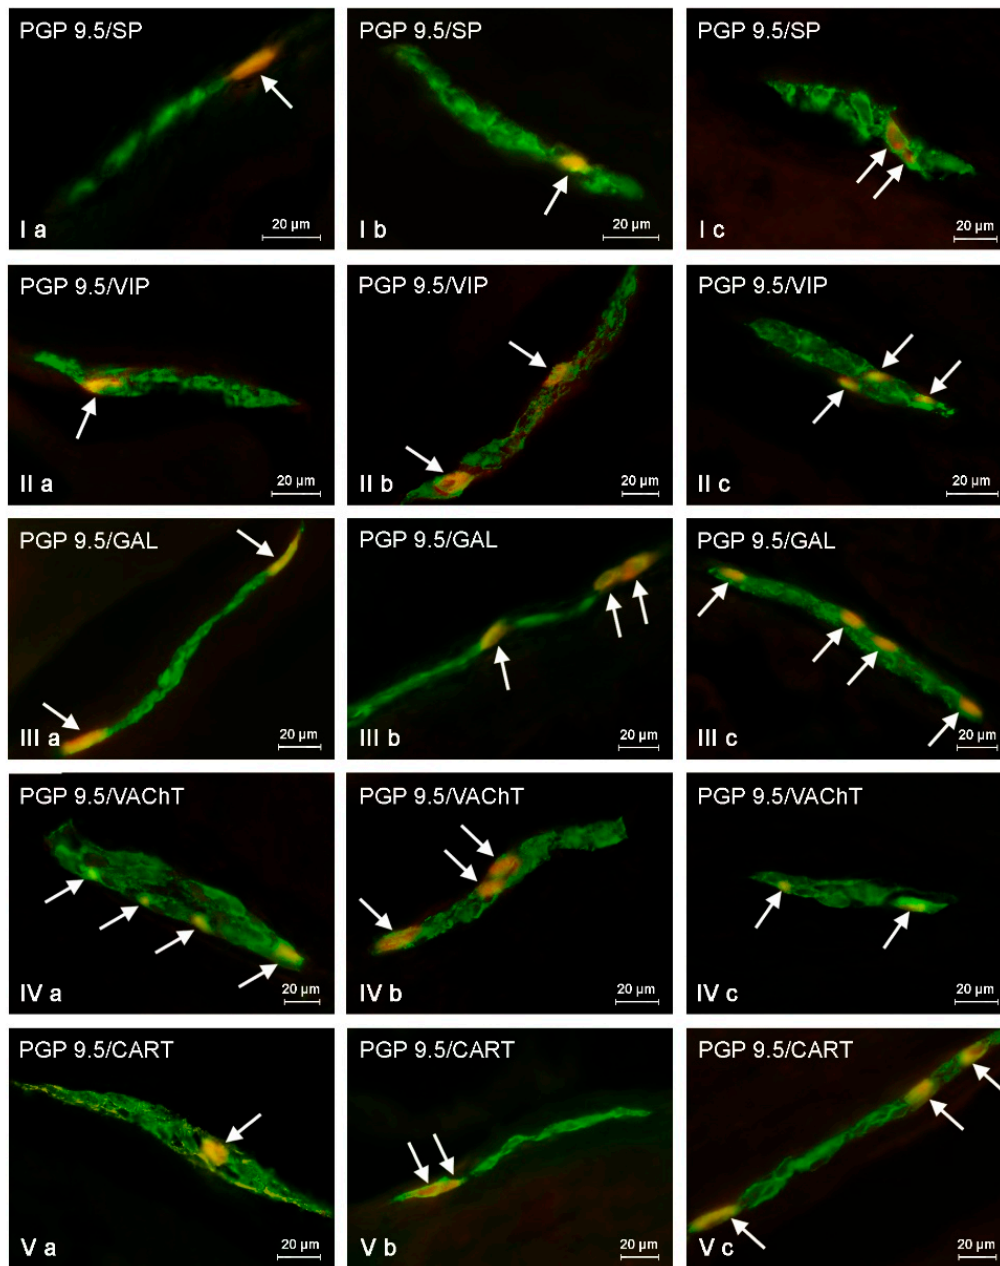 PGP 9.5/SP
20 µm
I a
PGP 9.5/SP
20 µm
I b
PGP 9.5/SP
20 µm
I c
PGP 9.5/VIP
20 µm
II a
PGP 9.5/VIP
20 µm
II b
PGP 9.5/VIP
20 µm
II c
PGP 9.5/GAL
20 µm
III a
PGP 9.5/GAL
20 µm
III b
PGP 9.5/GAL
20 µm
III c
PGP 9.5/VAChT
20 µm
IV a
PGP 9.5/VAChT
20 µm
IV b
PGP 9.5/VAChT
20 µm
IV c
PGP 9.5/CART
20 µm
V a
PGP 9.5/CART
20 µm
V b
PGP 9.5/CART
20 µm
V c